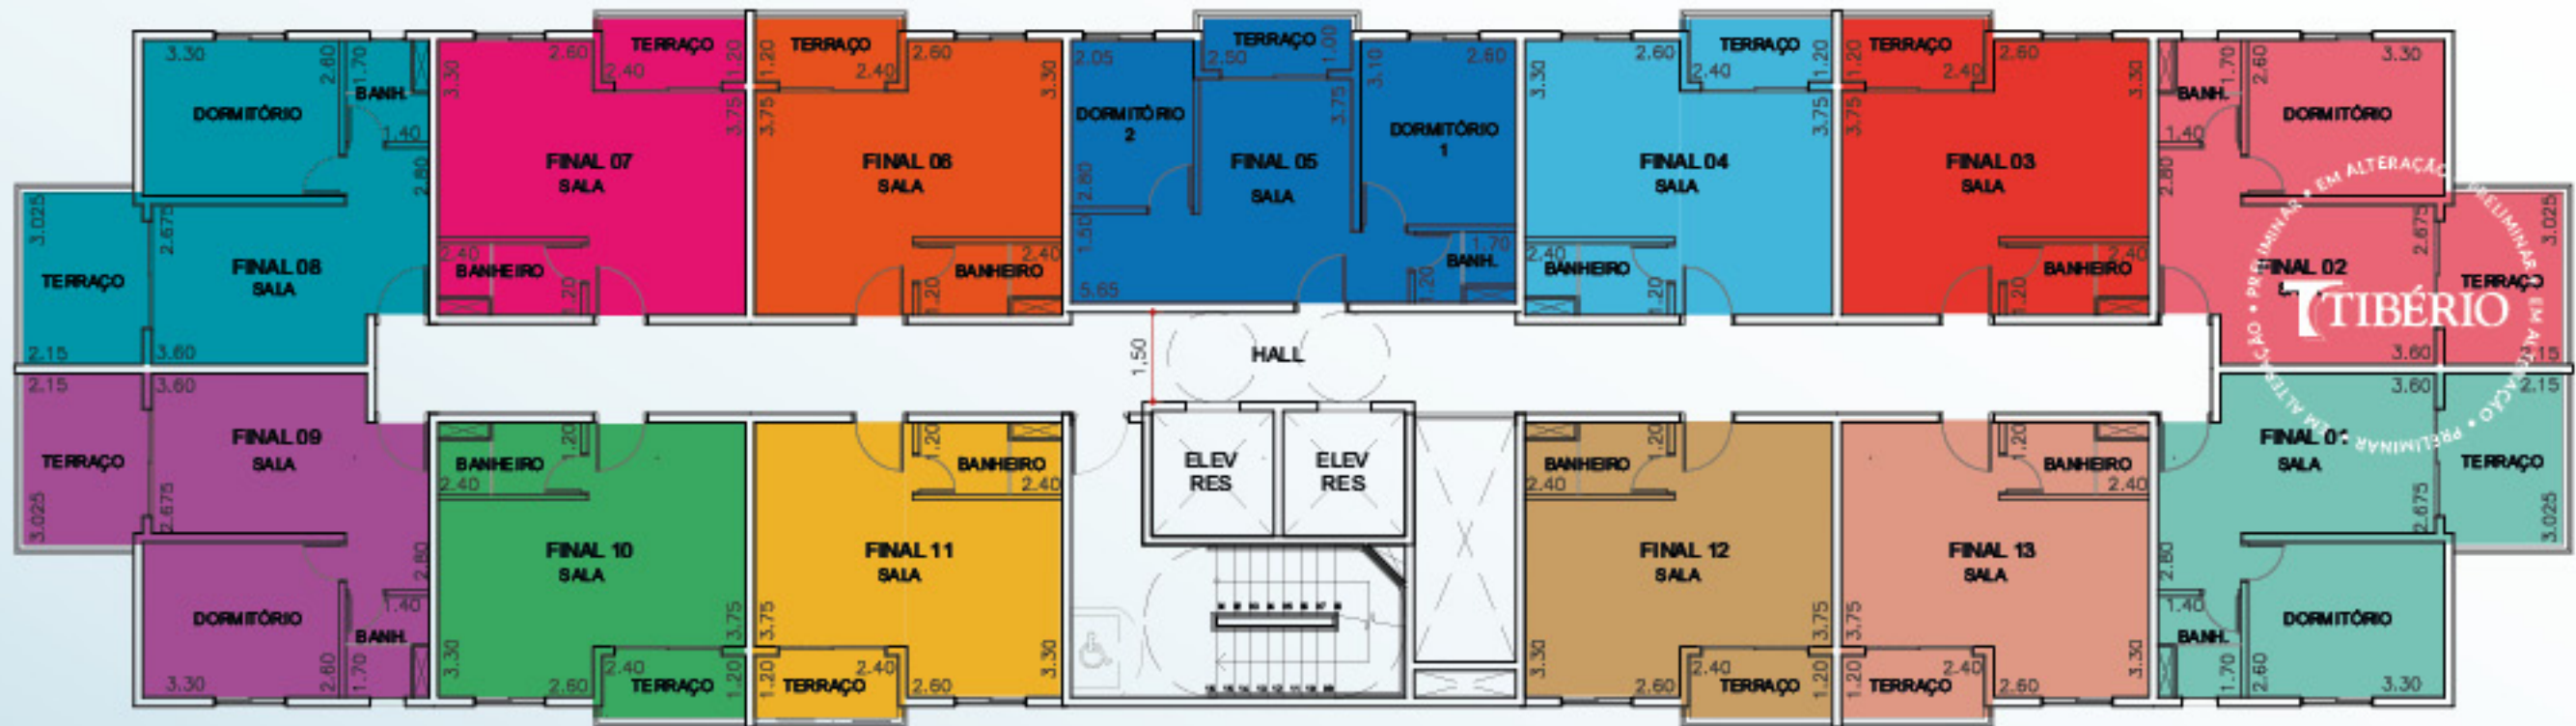 TERRAÇO
TERRAÇO
TERRAÇO
TERRAÇO
TERRAÇO
2.40
1.20
1.20
2.40
2.50
1.00
2.40
1.20
1.20
2.40
3.30
2.60
1.70
BANH.
DORMITÓRIO
1.40
2.80
3.30
2.60
3.75
FINAL 07
SALA
2.40
BANHEIRO
1.20
2.60
3.30
3.75
FINAL 06
SALA
2.40
BANHEIRO
1.20
2.05
DORMITÓRIO
2
2.80
1.50
5.65
3.75
FINAL 05
SALA
3.10
2.60
DORMITÓRIO
1
1.70
BANH.
1.20
3.30
2.60
3.75
FINAL 04
SALA
2.40
BANHEIRO
1.20
2.60
3.30
3.75
FINAL 03
SALA
2.40
BANHEIRO
1.20
1.70
2.60
3.30
BANH.
DORMITÓRIO
1.40
2.80
3.025
TERRAÇO
2.15
2.675
FINAL 08
SALA
3.60
FINAL 02
2.675
3.60
3.025
TERRAÇO
2.15
EM ALTERAÇÃO • PRELIMINAR • EM ALTERAÇÃO • PRELIMINAR • EM ALTERAÇÃO • PRELIMINAR •
TIBÉRIO
1,50
HALL
ELEV
RES
ELEV
RES
2.15
TERRAÇO
3.025
3.60
FINAL 09
SALA
2.675
2.80
DORMITÓRIO
1.40
BANH.
3.30
2.60
1.70
1.20
BANHEIRO
2.40
FINAL 10
SALA
3.75
3.30
2.60
2.40
TERRAÇO
1.20
1.20
BANHEIRO
2.40
FINAL 11
SALA
3.75
3.30
2.60
2.40
TERRAÇO
1.20
1.20
BANHEIRO
2.40
FINAL 12
SALA
3.75
3.30
2.60
2.40
TERRAÇO
1.20
1.20
BANHEIRO
2.40
FINAL 13
SALA
3.75
3.30
2.60
2.40
TERRAÇO
1.20
3.60
FINAL 01
SALA
2.675
2.15
TERRAÇO
3.025
2.80
1.40
BANH.
DORMITÓRIO
1.70
2.60
3.30